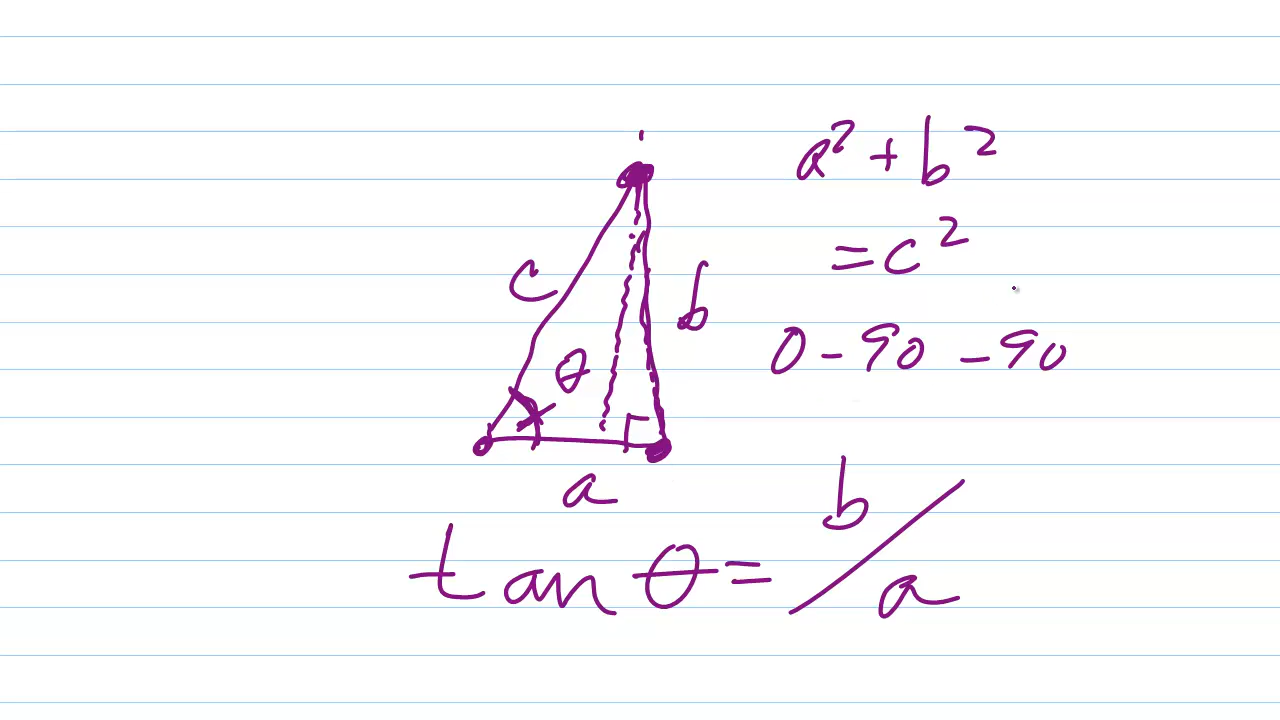 a² + b²
= c²
c
b
θ
0 - 90 - 90
a
tan θ = b/a